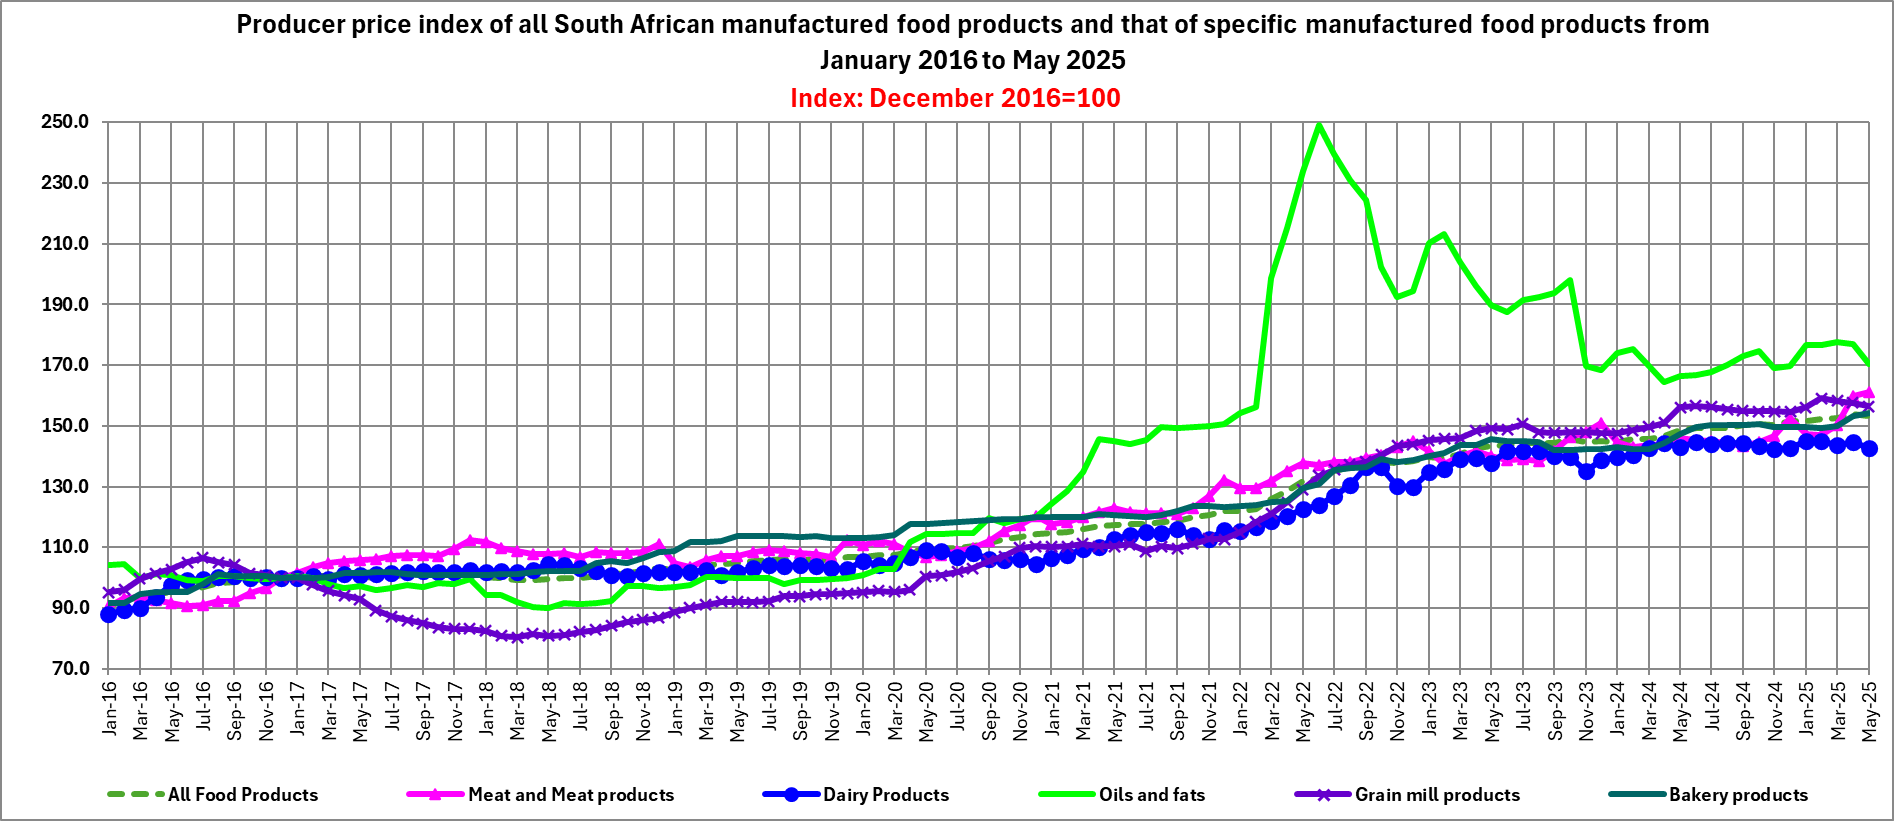 Producer price index of all South African manufactured food products and that of specific manufactured food products from
January 2016 to May 2025
Index: December 2016=100
250.0
230.0
210.0
190.0
170.0
150.0
130.0
110.0
90.0
70.0
Jan-16
Mar-16
May-16
Jul-16
Sep-16
Nov-16
Jan-17
Mar-17
May-17
Jul-17
Sep-17
Nov-17
Jan-18
Mar-18
May-18
Jul-18
Sep-18
Nov-18
Jan-19
Mar-19
May-19
Jul-19
Sep-19
Nov-19
Jan-20
Mar-20
May-20
Jul-20
Sep-20
Nov-20
Jan-21
Mar-21
May-21
Jul-21
Sep-21
Nov-21
Jan-22
Mar-22
May-22
Jul-22
Sep-22
Nov-22
Jan-23
Mar-23
May-23
Jul-23
Sep-23
Nov-23
Jan-24
Mar-24
May-24
Jul-24
Sep-24
Nov-24
Jan-25
Mar-25
May-25
All Food Products
Meat and Meat products
Dairy Products
Oils and fats
Grain mill products
Bakery products